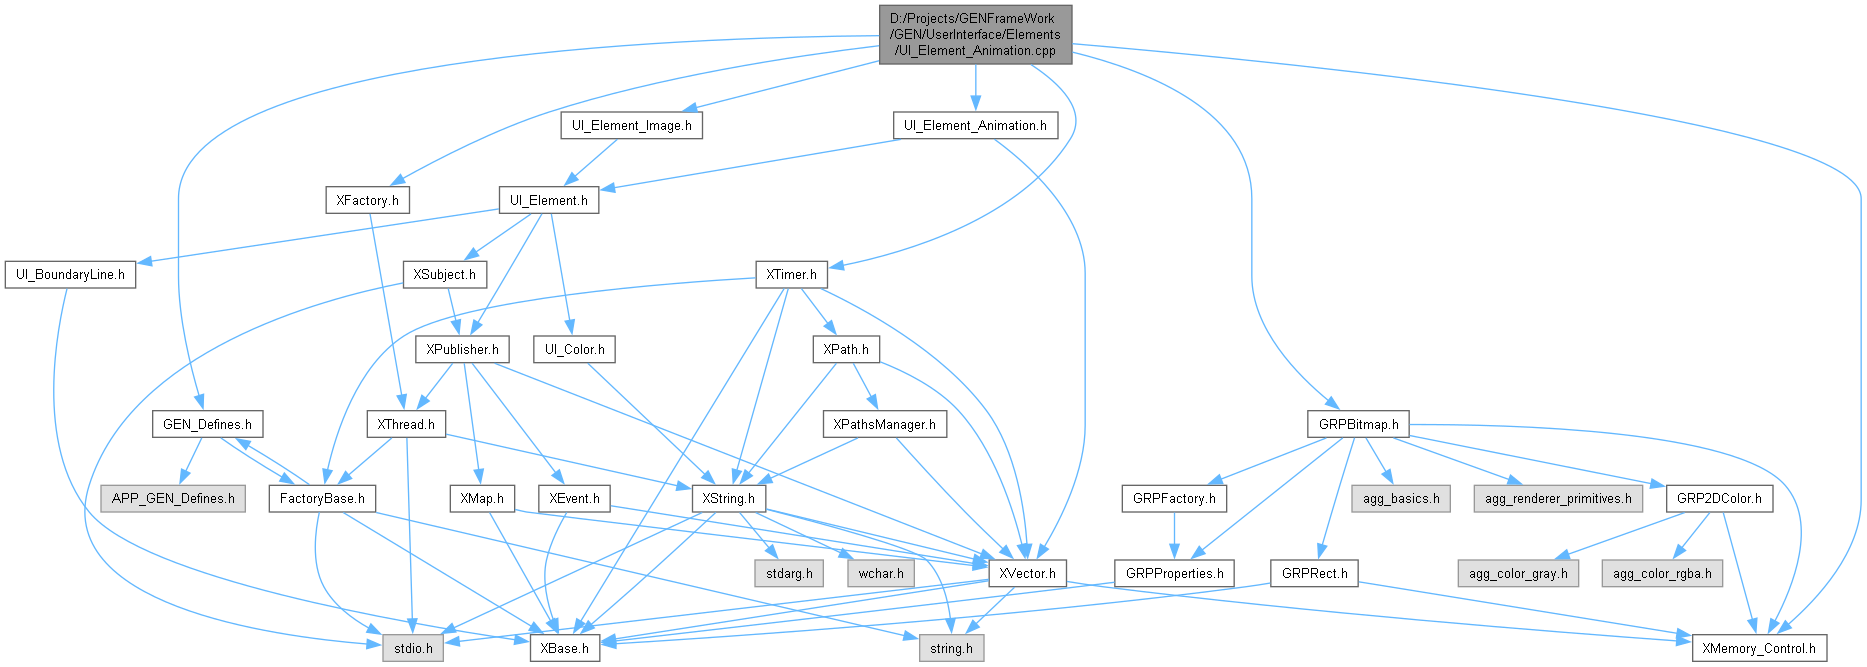 D:/Projects/GENFrameWork
/GEN/UserInterface/Elements
/UI_Element_Animation.cpp
UI_Element_Image.h
UI_Element_Animation.h
XFactory.h
UI_Element.h
UI_BoundaryLine.h
XSubject.h
XTimer.h
XPublisher.h
UI_Color.h
XPath.h
GEN_Defines.h
XThread.h
XPathsManager.h
GRPBitmap.h
APP_GEN_Defines.h
FactoryBase.h
XMap.h
XEvent.h
XString.h
GRPFactory.h
agg_basics.h
agg_renderer_primitives.h
GRP2DColor.h
stdarg.h
wchar.h
XVector.h
GRPProperties.h
GRPRect.h
agg_color_gray.h
agg_color_rgba.h
stdio.h
XBase.h
string.h
XMemory_Control.h